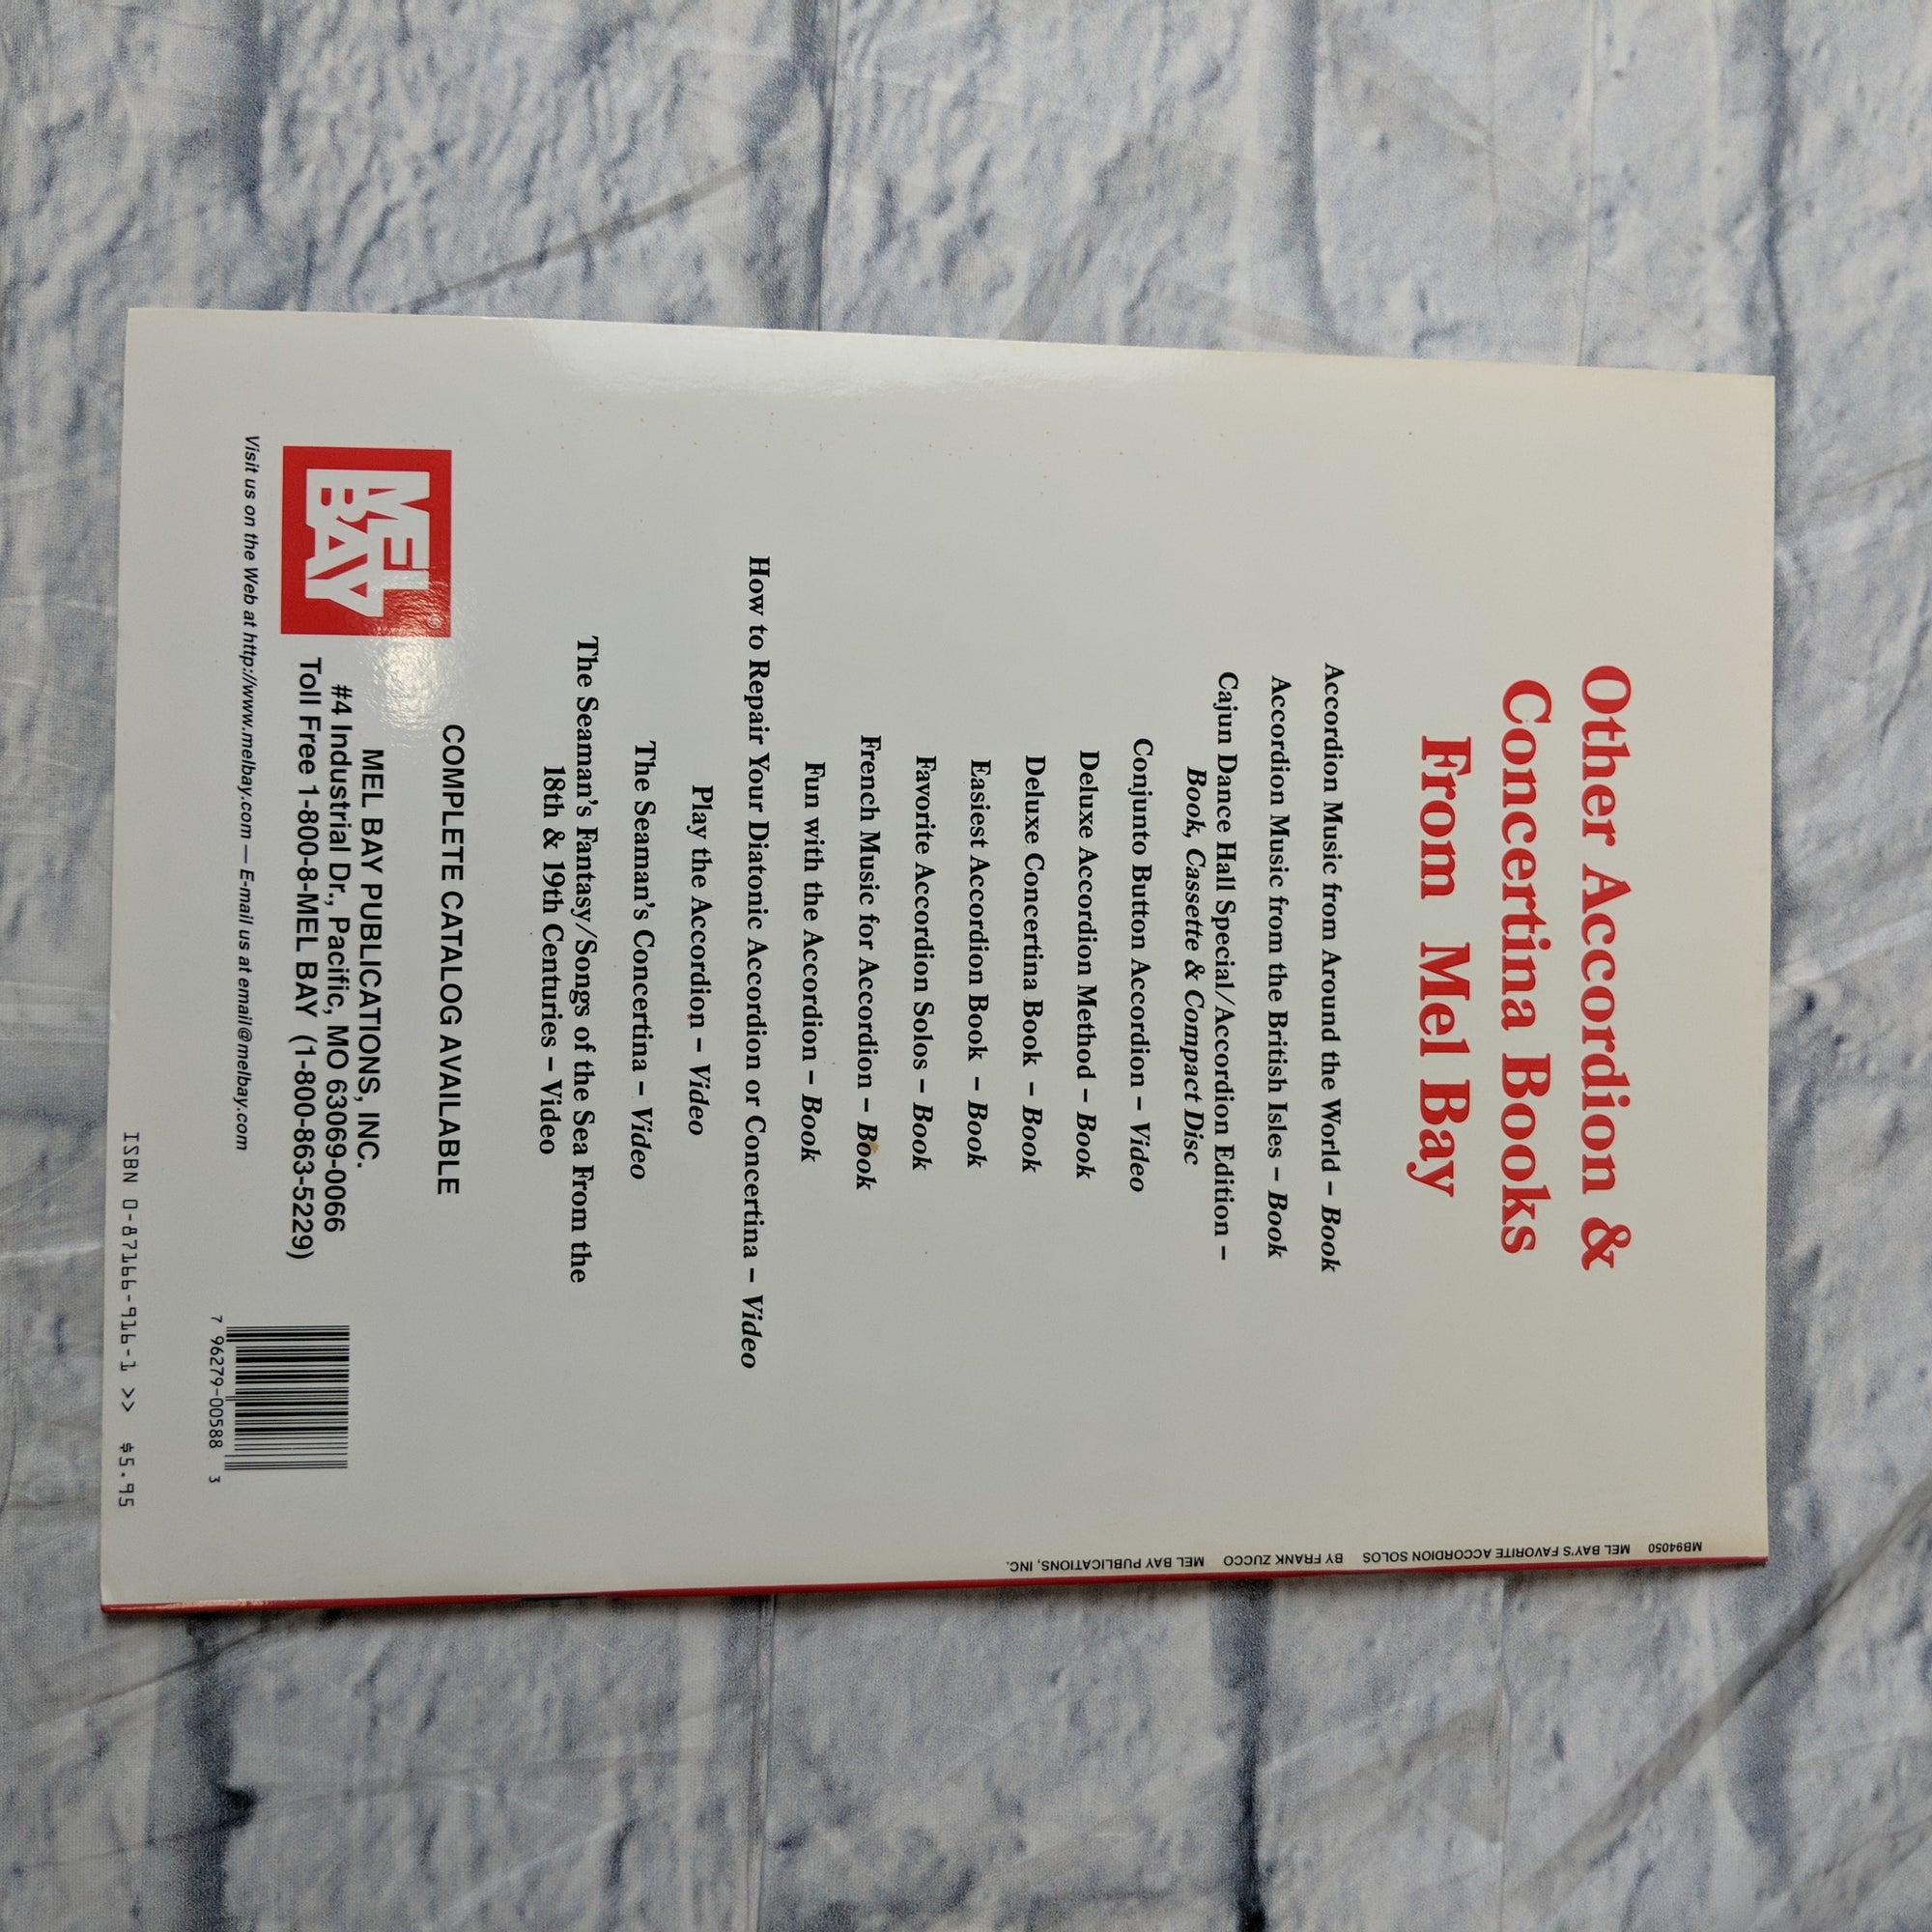 Other Accordion &
Concertina Books
From Mel Bay
Accordion Music from Around the World – Book
Accordion Music from the British Isles – Book
Cajun Dance Hall Special/Accordion Edition –
Book, Cassette & Compact Disc
Conjunto Button Accordion – Video
Deluxe Accordion Method – Book
Deluxe Concertina Book – Book
Easiest Accordion Book – Book
Favorite Accordion Solos – Book
French Music for Accordion – Book
Fun with the Accordion – Book
How to Repair Your Diatonic Accordion or Concertina – Video
Play the Accordion – Video
The Seaman's Concertina – Video
The Seaman's Fantasy/Songs of the Sea From the
18th & 19th Centuries – Video
COMPLETE CATALOG AVAILABLE
MEL
BAY®
MEL BAY PUBLICATIONS, INC.
#4 Industrial Dr., Pacific, MO 63069-0066
Toll Free 1-800-8-MEL BAY (1-800-863-5229)
Visit us on the Web at http://www.melbay.com — E-mail us at email@melbay.com
7 96279-00588 3
ISBN 0-87166-916-1 >> $5.95
MB94050 MEL BAY'S FAVORITE ACCORDION SOLOS BY FRANK ZUCCO MEL BAY PUBLICATIONS, INC.